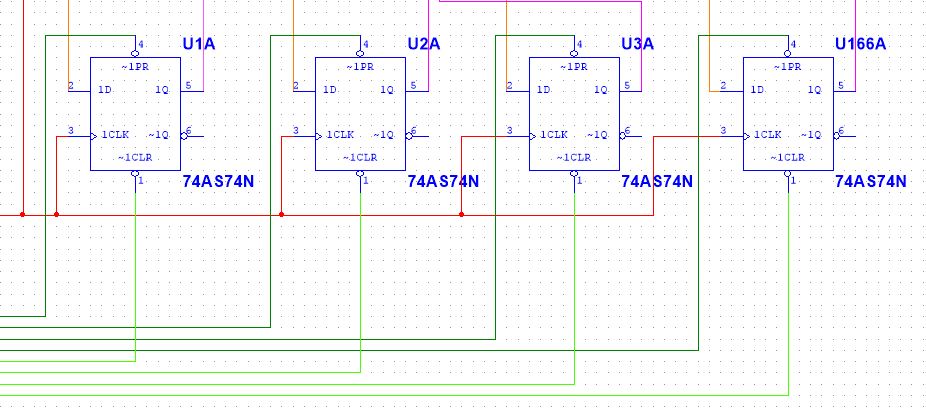 4 U1A 4 U2A 4 U3A 4 U166A
~1PR ~1PR ~1PR ~1PR
2 1D 1Q 5 2 1D 1Q 5 2 1D 1Q 5 2 1D 1Q 5
3 1CLK ~1Q 6 3 1CLK ~1Q 6 3 1CLK ~1Q 6 3 1CLK ~1Q 6
~1CLR ~1CLR ~1CLR ~1CLR
1 74AS74N 1 74AS74N 1 74AS74N 1 74AS74N